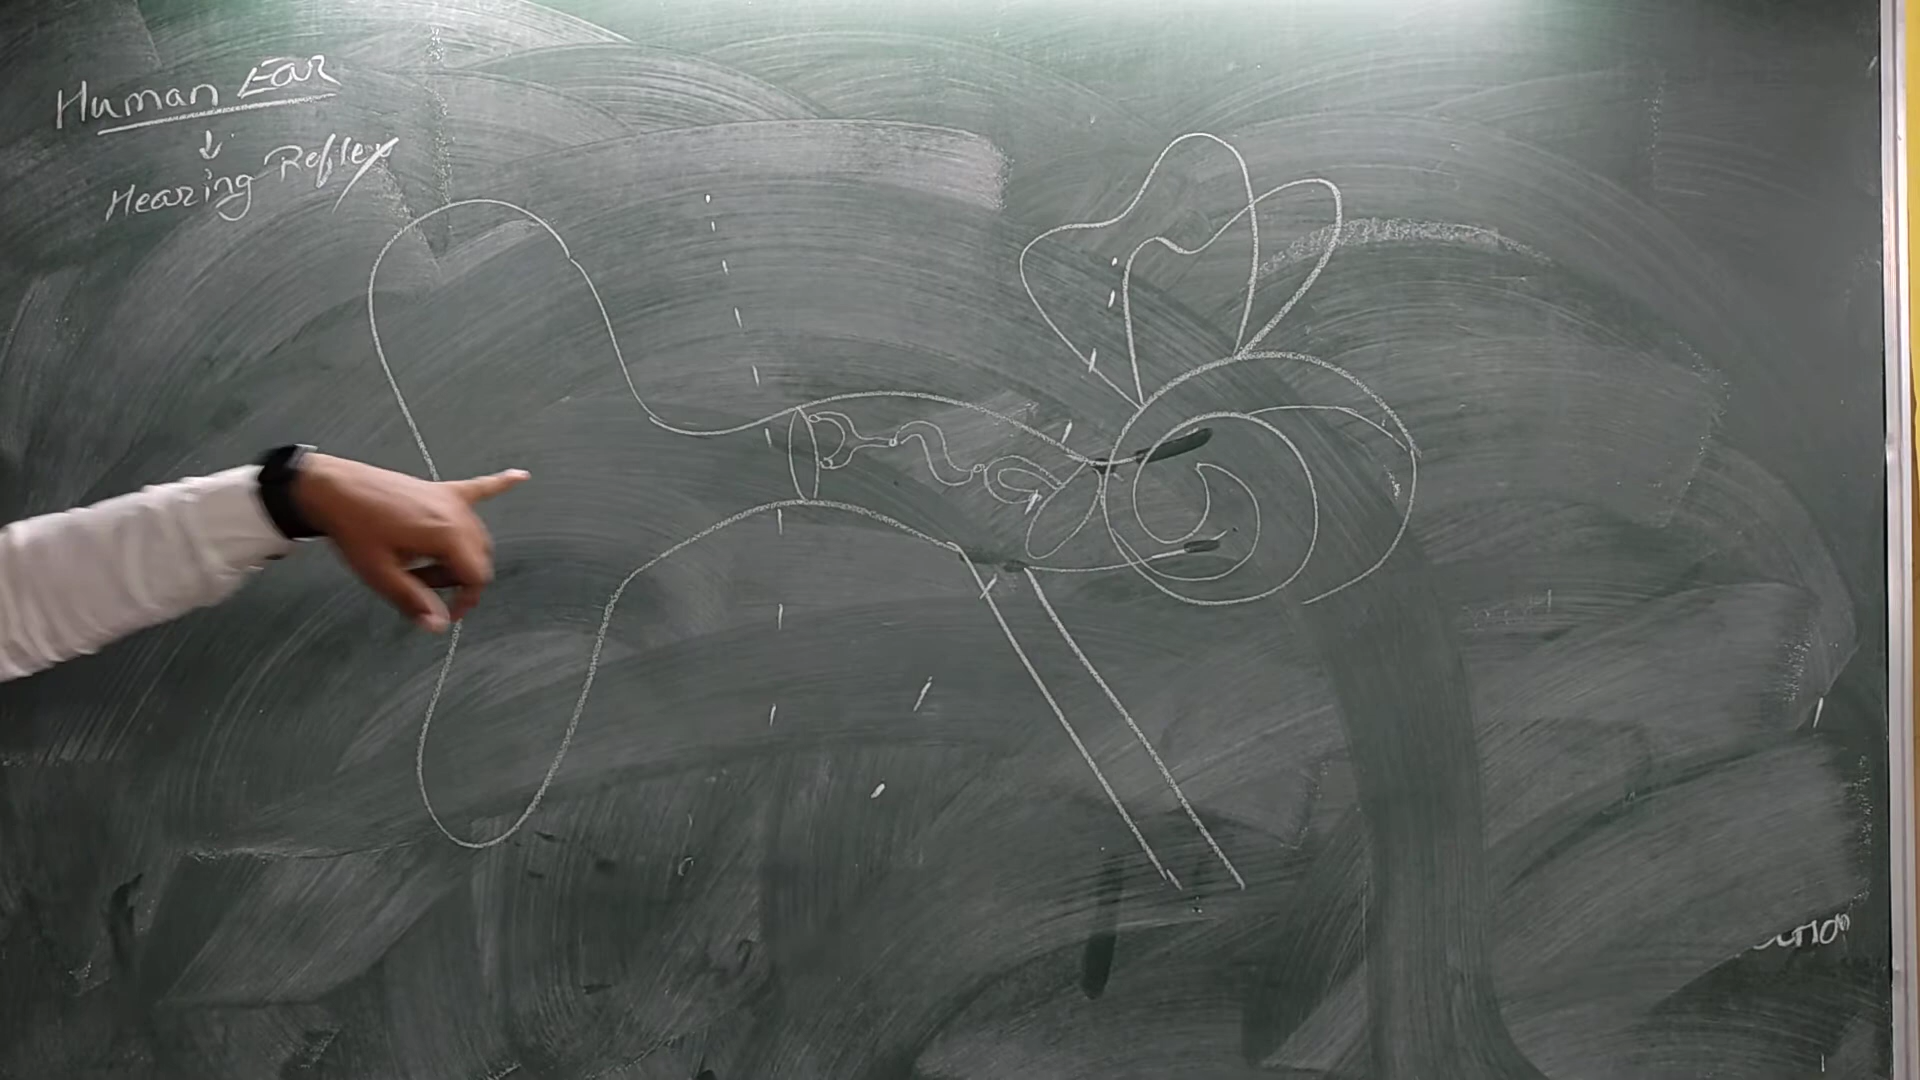 Human Ear
↓
Hearing Reflex